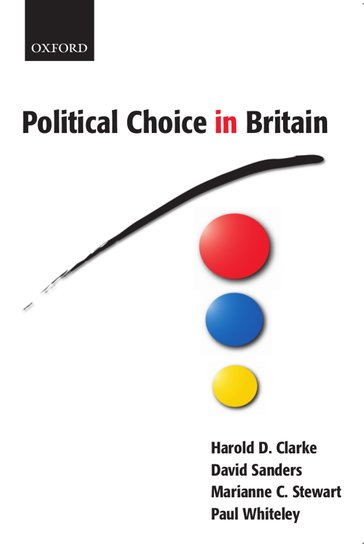 OXFORD
Political Choice in Britain
Harold D. Clarke
David Sanders
Marianne C. Stewart
Paul Whiteley